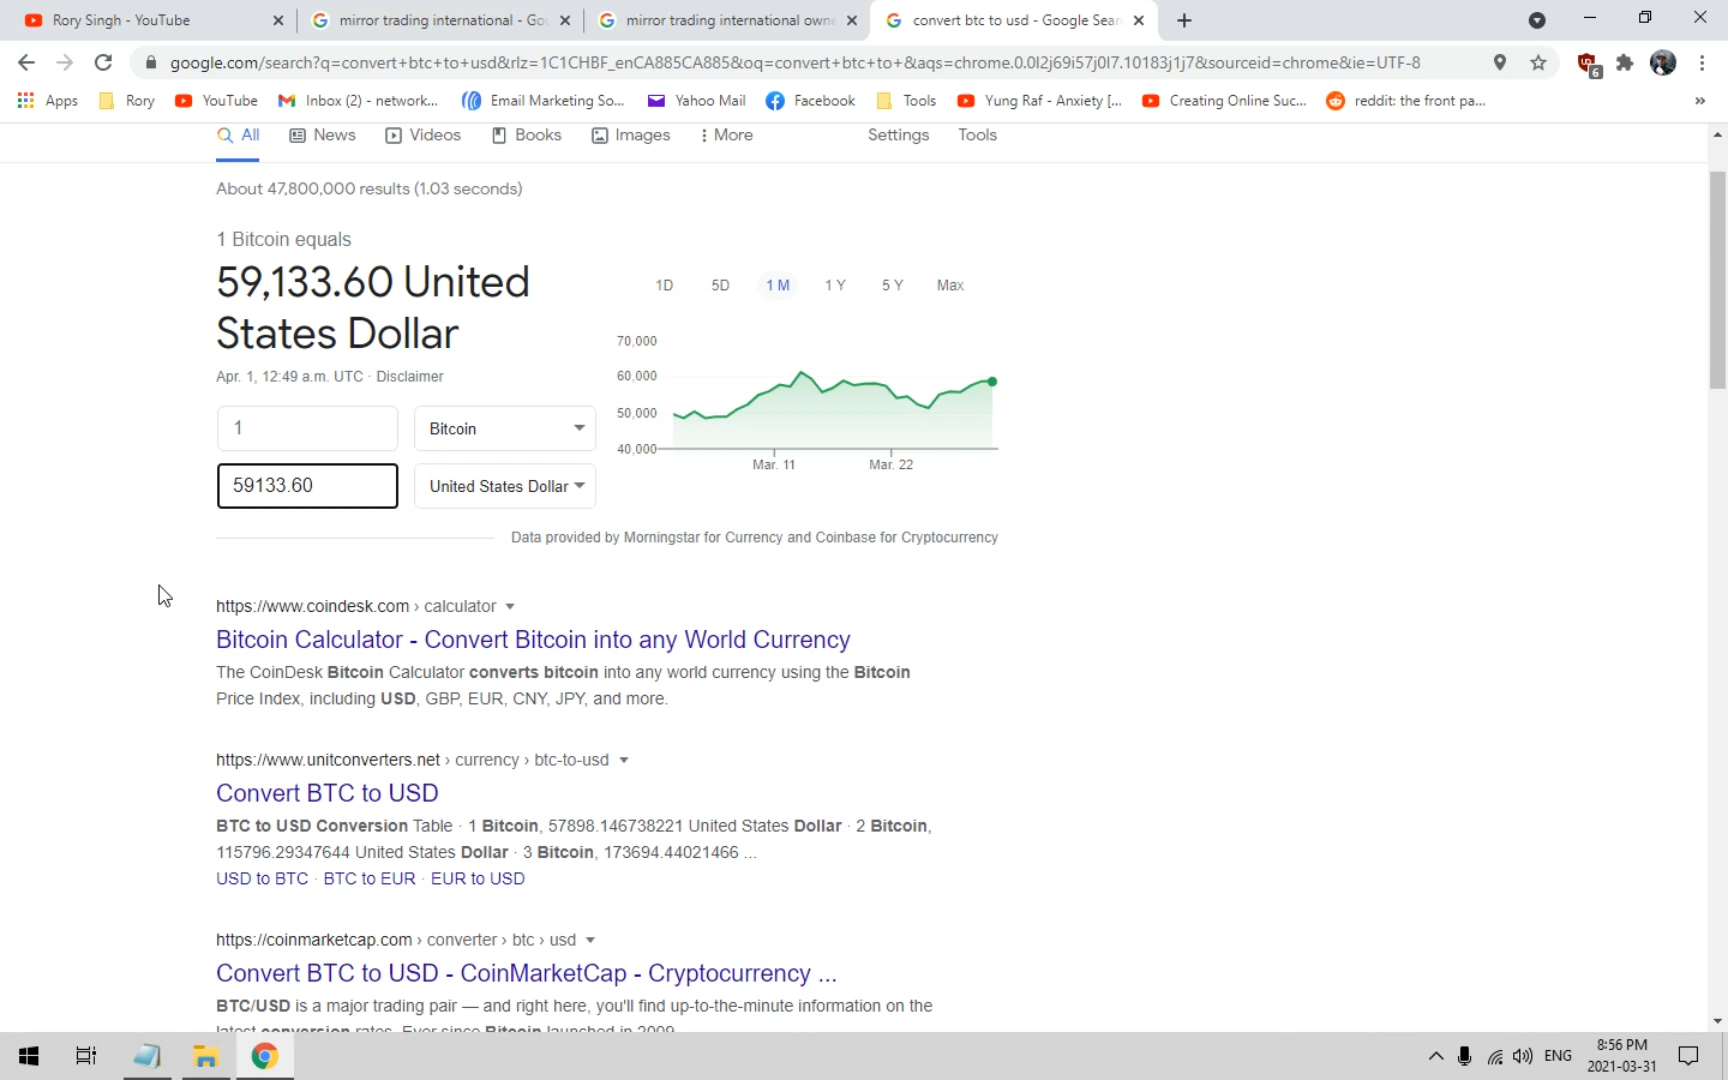 Rory Singh - YouTube
mirror trading international - Go
mirror trading international own
convert btc to usd - Google Sear
google.com/search?q=convert+btc+to+usd&rlz=1C1CHBF_enCA885CA885&oq=convert+btc+to+&aqs=chrome.0.0l2j69i57j0l7.10183j1j7&sourceid=chrome&ie=UTF-8
6
Apps
Rory
YouTube
Inbox (2) - network...
Email Marketing So...
Yahoo Mail
Facebook
Tools
Yung Raf - Anxiety [...
Creating Online Suc...
reddit: the front pa...
»
All
News
Videos
Books
Images
More
Settings
Tools
About 47,800,000 results (1.03 seconds)
1 Bitcoin equals
59,133.60 United
States Dollar
Apr. 1, 12:49 a.m. UTC · Disclaimer
1
Bitcoin
59133.60
United States Dollar
1D
5D
1 M
1 Y
5 Y
Max
70,000
60,000
50,000
40,000
Mar. 11
Mar. 22
Data provided by Morningstar for Currency and Coinbase for Cryptocurrency
https://www.coindesk.com › calculator
Bitcoin Calculator - Convert Bitcoin into any World Currency
The CoinDesk Bitcoin Calculator converts bitcoin into any world currency using the Bitcoin
Price Index, including USD, GBP, EUR, CNY, JPY, and more.
https://www.unitconverters.net › currency › btc-to-usd
Convert BTC to USD
BTC to USD Conversion Table · 1 Bitcoin, 57898.146738221 United States Dollar · 2 Bitcoin,
115796.29347644 United States Dollar · 3 Bitcoin, 173694.44021466 ...
USD to BTC · BTC to EUR · EUR to USD
https://coinmarketcap.com › converter › btc › usd
Convert BTC to USD - CoinMarketCap - Cryptocurrency ...
BTC/USD is a major trading pair — and right here, you'll find up-to-the-minute information on the
latest conversion rates. Ever since Bitcoin launched in 2009
ENG
8:56 PM
2021-03-31